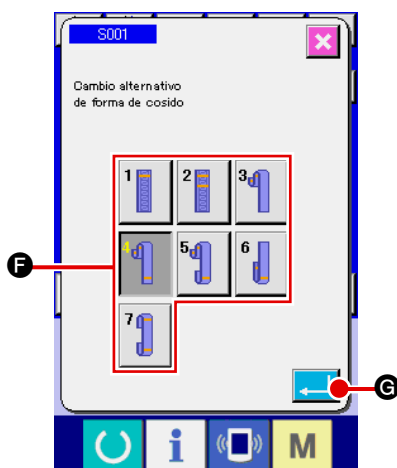 S001
Cambio alternativo
de forma de cosido
1 2 3
4 5 6
7
F
G
i M